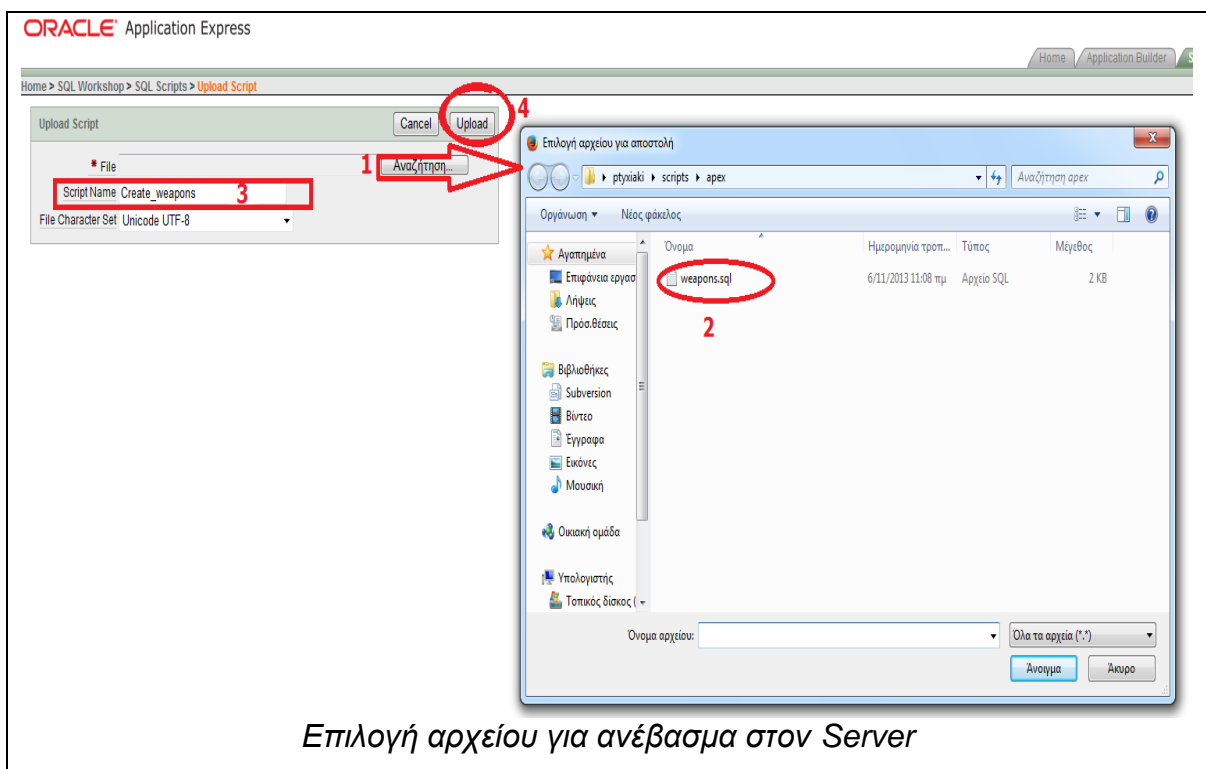 ORACLE Application Express
Home Application Builder S
Home > SQL Workshop > SQL Scripts > Upload Script
Upload Script
Cancel Upload 4
* File
1 Αναζήτηση...
Script Name Create_weapons 3
File Character Set Unicode UTF-8
Επιλογή αρχείου για αποστολή
ptyxiaki scripts apex
Αναζήτηση apex
Οργάνωση Νέος φάκελος
Όνομα Ημερομηνία τροπ... Τύπος Μέγεθος
weapons.sql 6/11/2013 11:08 πμ Αρχείο SQL 2 KB
2
Αγαπημένα
Επιφάνεια εργασ
Λήψεις
Πρόσ.θέσεις
Βιβλιοθήκες
Subversion
Βίντεο
Έγγραφα
Εικόνες
Μουσική
Οικιακή ομάδα
Υπολογιστής
Τοπικός δίσκος (
Όνομα αρχείου:
Όλα τα αρχεία (*.*)
Άνοιγμα Άκυρο
Επιλογή αρχείου για ανέβασμα στον Server